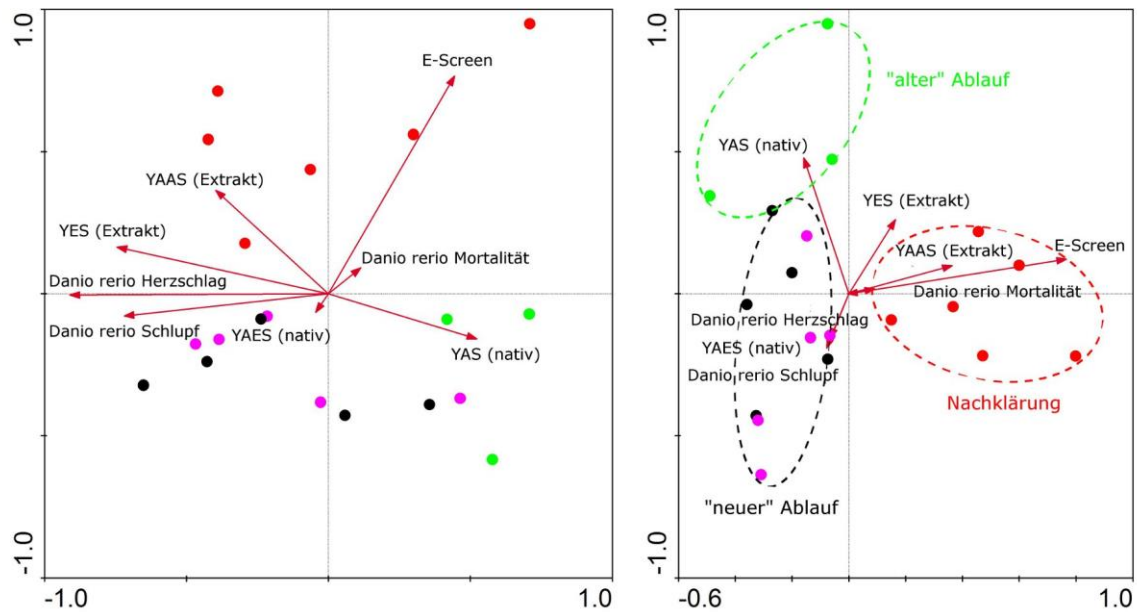 1.0
E-Screen
YAAS (Extrakt)
YES (Extrakt)
Danio rerio Mortalität
Danio rerio Herzschlag
Danio rerio Schlupf
YAES (nativ)
YAS (nativ)
-1.0
-1.0
1.0
1.0
"alter" Ablauf
YAS (nativ)
YES (Extrakt)
YAAS (Extrakt)
E-Screen
Danio rerio Mortalität
Danio rerio Herzschlag
YAES (nativ)
Danio rerio Schlupf
Nachklärung
"neuer" Ablauf
-1.0
-0.6
1.0